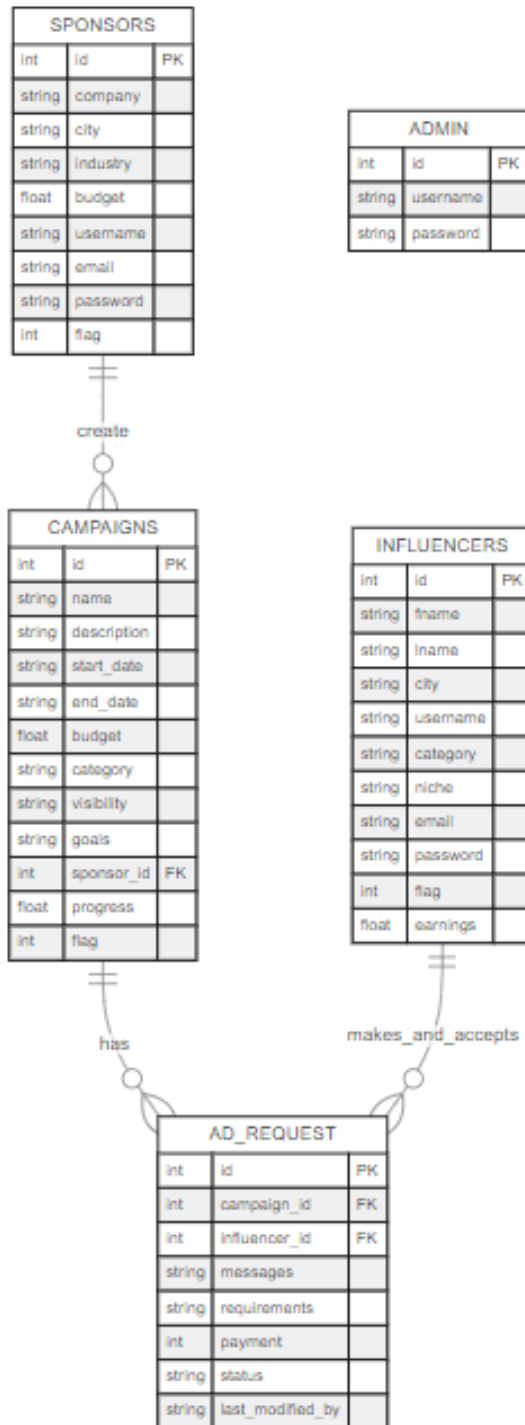 SPONSORS
int id PK
string company
string city
string industry
float budget
string username
string email
string password
int flag
ADMIN
int id PK
string username
string password
create
CAMPAIGNS
int id PK
string name
string description
string start_date
string end_date
float budget
string category
string visibility
string goals
int sponsor_id FK
float progress
int flag
INFLUENCERS
int id PK
string fname
string lname
string city
string username
string category
string niche
string email
string password
int flag
float earnings
has
makes_and_accepts
AD_REQUEST
int id PK
int campaign_id FK
int influencer_id FK
string messages
string requirements
int payment
string status
string last_modified_by